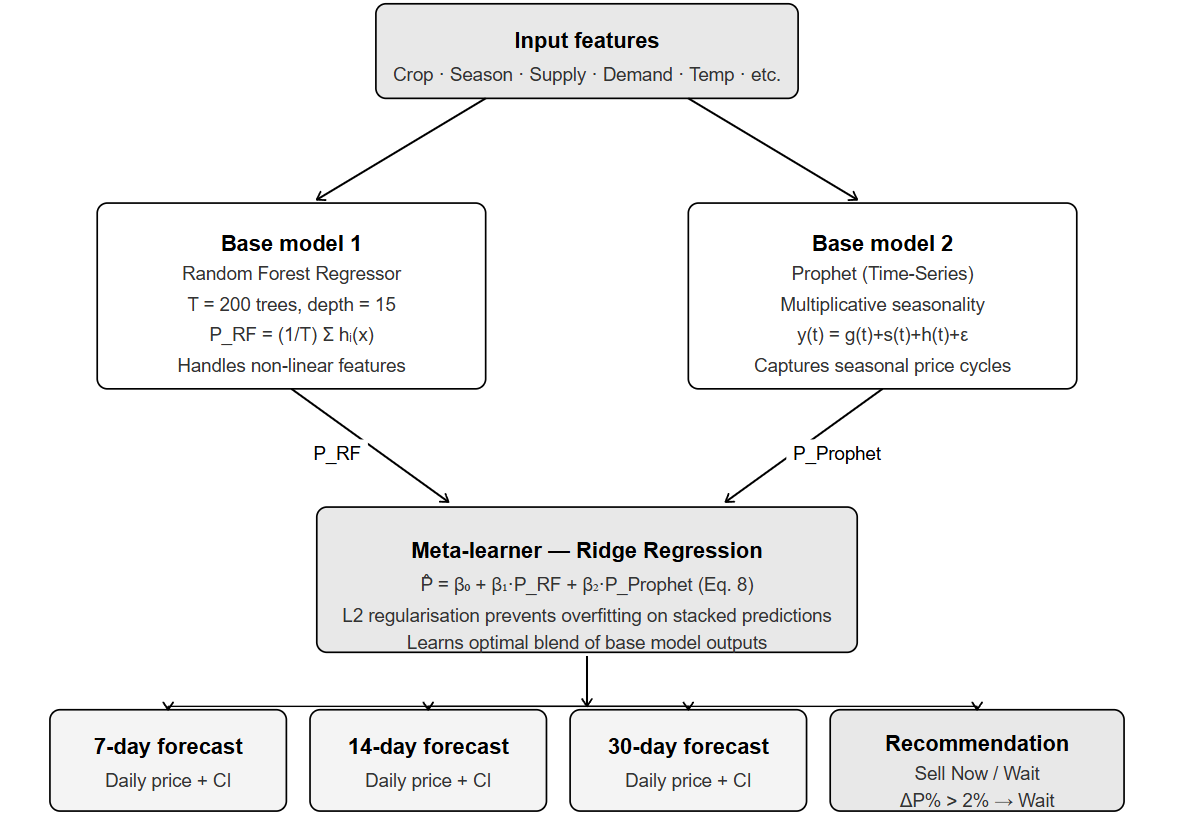 Input features
Crop · Season · Supply · Demand · Temp · etc.
Base model 1
Random Forest Regressor
T = 200 trees, depth = 15
P_RF = (1/T) Σ hᵢ(x)
Handles non-linear features
Base model 2
Prophet (Time-Series)
Multiplicative seasonality
y(t) = g(t)+s(t)+h(t)+ε
Captures seasonal price cycles
P_RF
P_Prophet
Meta-learner — Ridge Regression
P̂ = β₀ + β₁·P_RF + β₂·P_Prophet (Eq. 8)
L2 regularisation prevents overfitting on stacked predictions
Learns optimal blend of base model outputs
7-day forecast
Daily price + CI
14-day forecast
Daily price + CI
30-day forecast
Daily price + CI
Recommendation
Sell Now / Wait
ΔP% > 2% → Wait